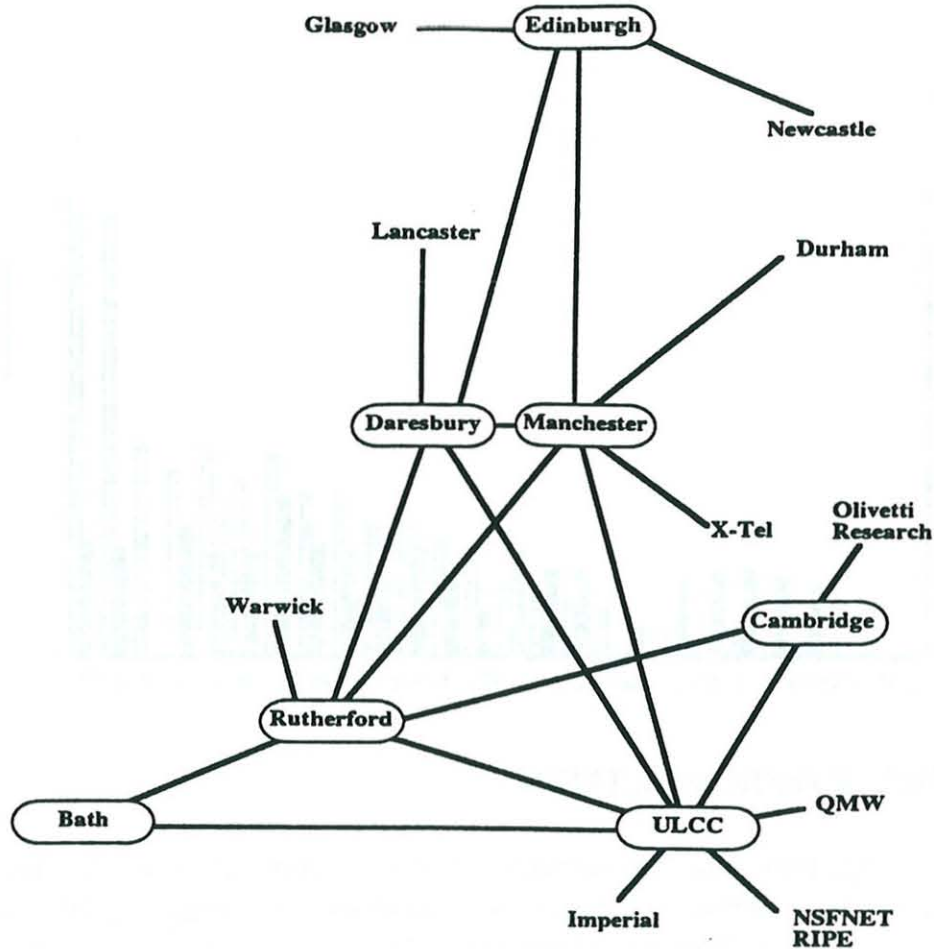 Glasgow
Edinburgh
Newcastle
Lancaster
Durham
Daresbury
Manchester
X-Tel
Olivetti
Research
Warwick
Cambridge
Rutherford
Bath
QMW
ULCC
Imperial
NSFNET
RIPE